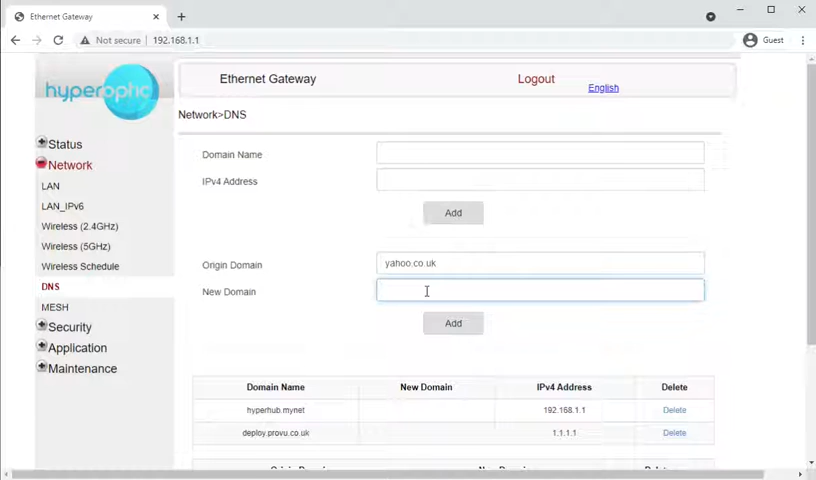 Ethernet Gateway
Not secure
192.168.1.1
Guest
hyperoptic
Ethernet Gateway
Logout
English
Network>DNS
Status
Network
LAN
LAN_IPv6
Wireless (2.4GHz)
Wireless (5GHz)
Wireless Schedule
DNS
MESH
Security
Application
Maintenance
Domain Name
IPv4 Address
Add
Origin Domain
yahoo.co.uk
New Domain
Add
Domain Name New Domain IPv4 Address Delete
hyperhub.mynet 192.168.1.1 Delete
deploy.provu.co.uk 1.1.1.1 Delete